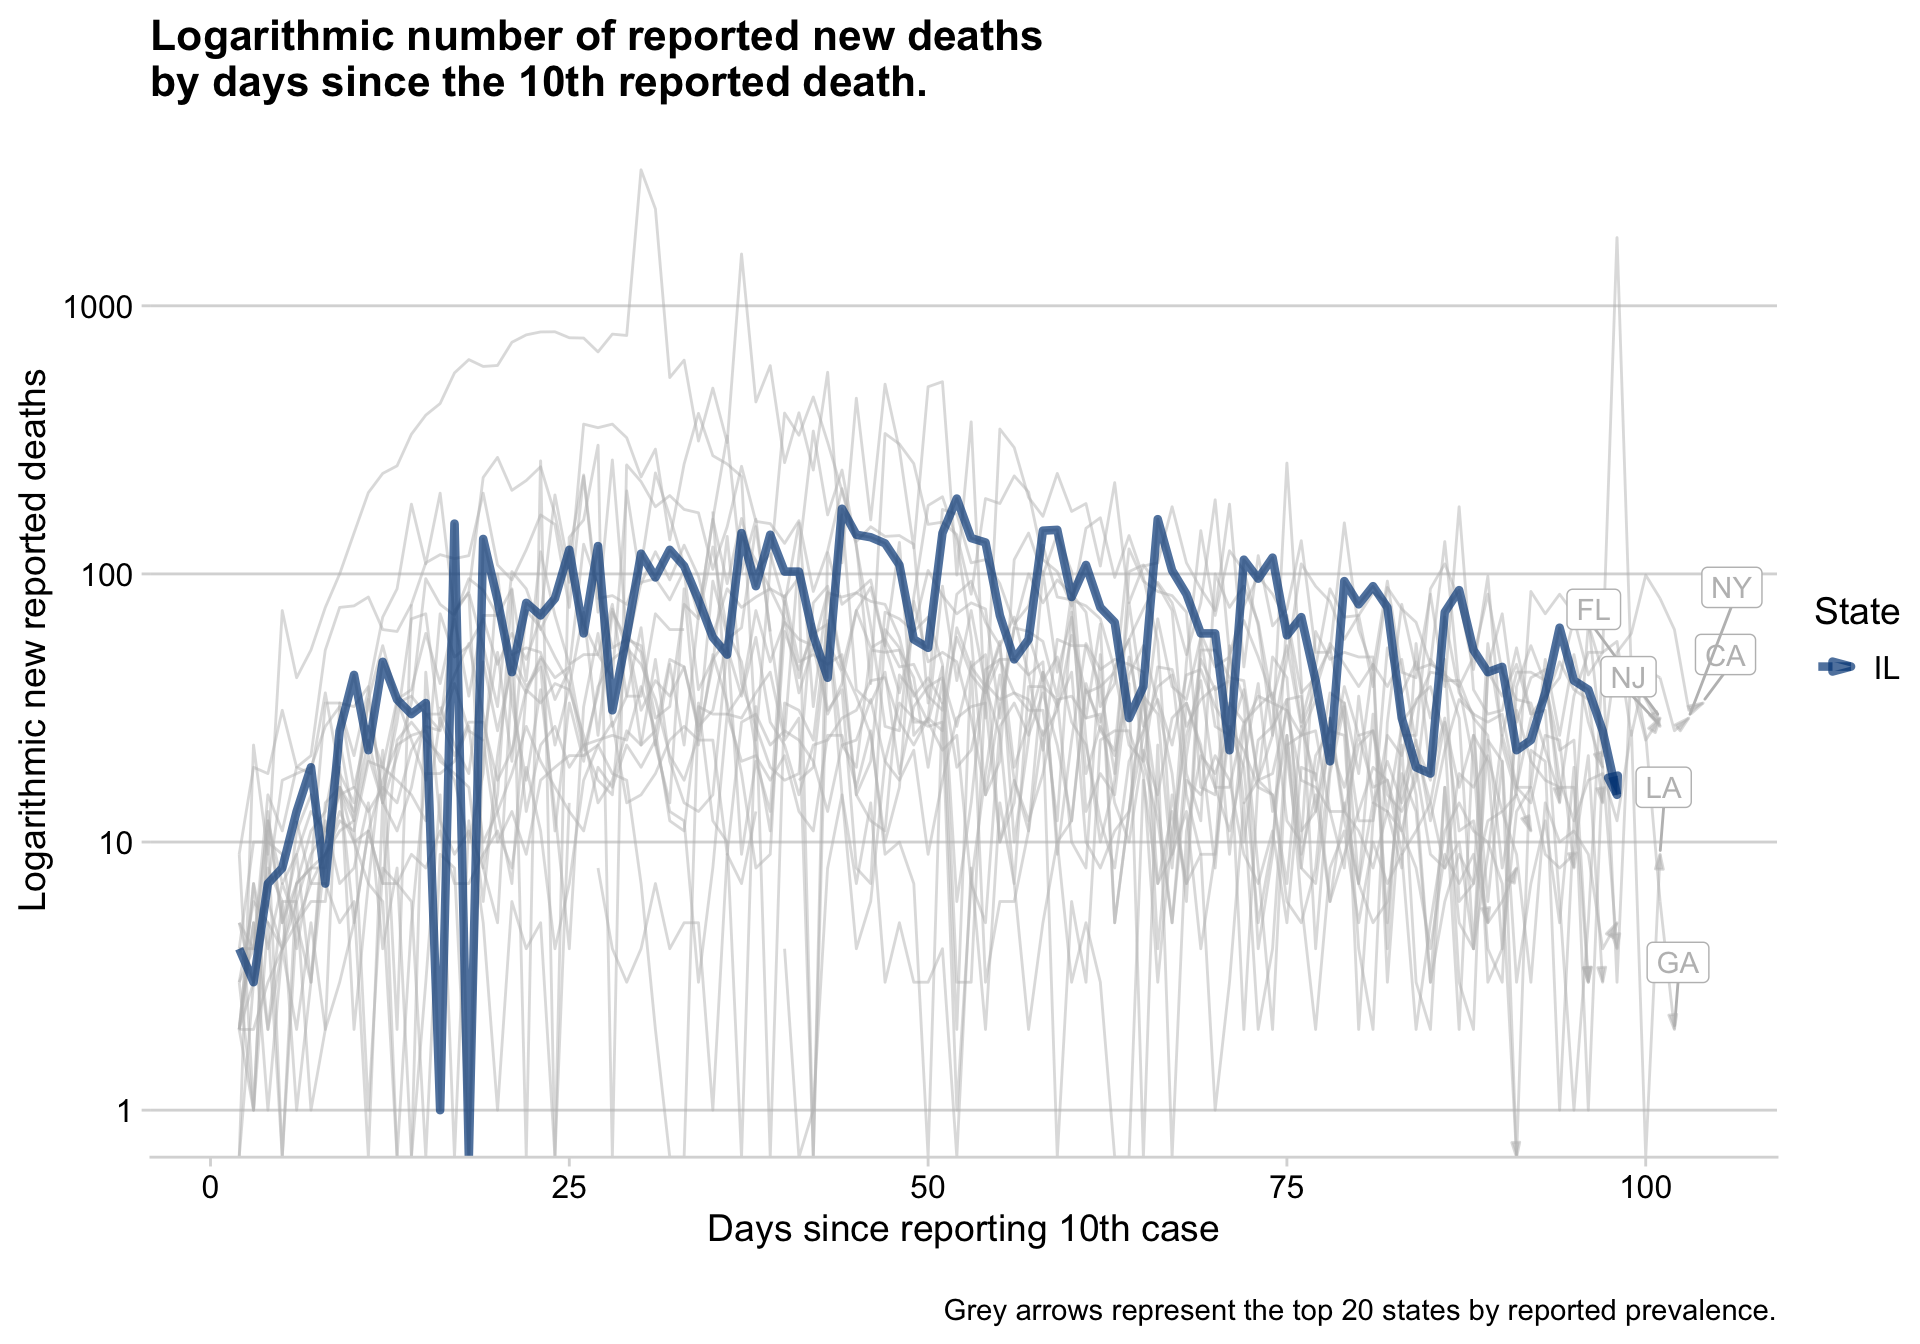 Logarithmic number of reported new deaths
by days since the 10th reported death.
Logarithmic new reported deaths
1000
100
10
1
FL
NY
NJ
CA
LA
GA
State
IL
0
25
50
75
100
Days since reporting 10th case
Grey arrows represent the top 20 states by reported prevalence.